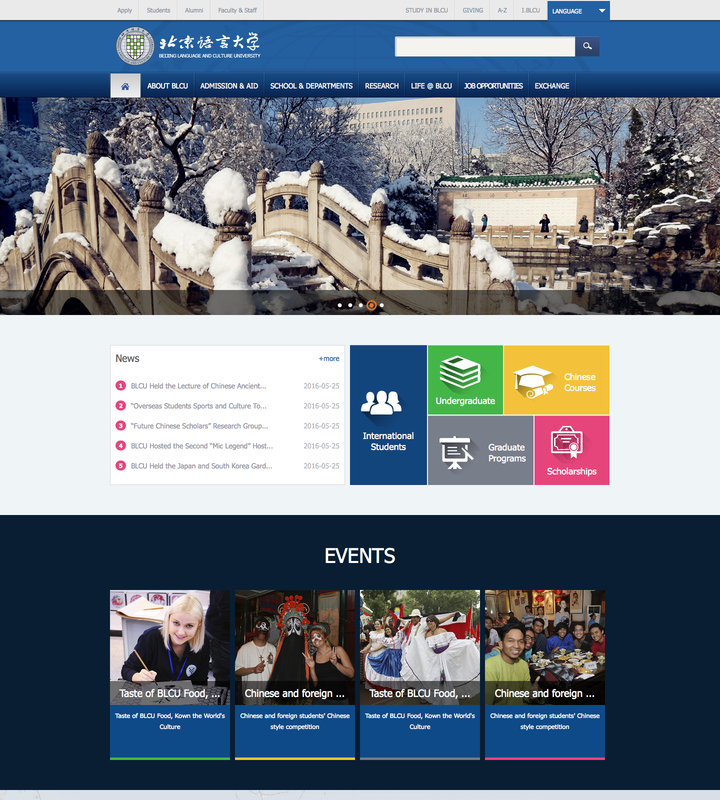 Apply
Students
Alumni
Faculty & Staff
STUDY IN BLCU
GIVING
A-Z
I.BLCU
LANGUAGE
北京语言大学
BEIJING LANGUAGE AND CULTURE UNIVERSITY
ABOUT BLCU
ADMISSION & AID
SCHOOL & DEPARTMENTS
RESEARCH
LIFE @ BLCU
JOB OPPORTUNITIES
EXCHANGE
News
+more
1 BLCU Held the Lecture of Chinese Ancient... 2016-05-25
2 "Overseas Students Sports and Culture To... 2016-05-25
3 "Future Chinese Scholars" Research Group... 2016-05-25
4 BLCU Hosted the Second "Mic Legend" Host... 2016-05-25
5 BLCU Held the Japan and South Korea Gard... 2016-05-25
International
Students
Undergraduate
Chinese
Courses
Graduate
Programs
Scholarships
EVENTS
Taste of BLCU Food, ...
Taste of BLCU Food, Kown the World's
Culture
Chinese and foreign ...
Chinese and foreign students' Chinese
style competition
Taste of BLCU Food, ...
Taste of BLCU Food, Kown the World's
Culture
Chinese and foreign ...
Chinese and foreign students' Chinese
style competition